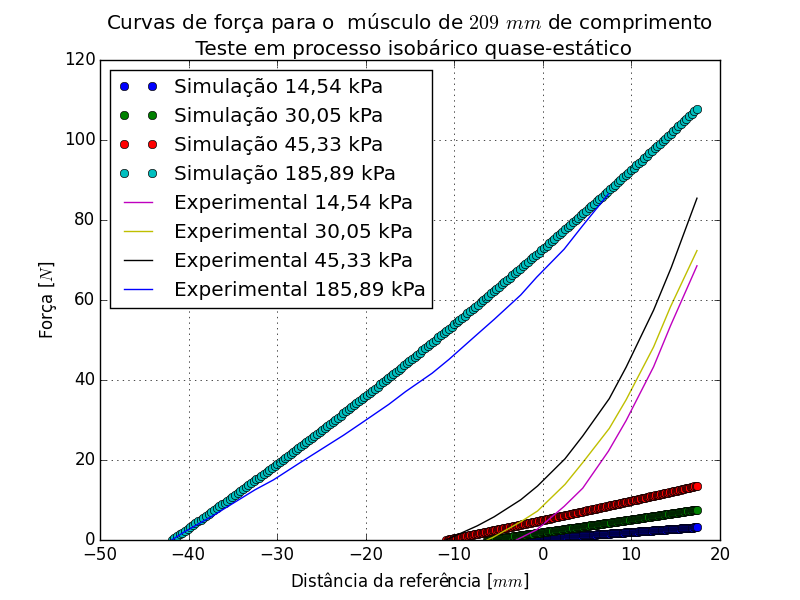 Curvas de força para o músculo de 209 mm de comprimento
Teste em processo isobárico quase-estático
120
100
80
60
40
20
0
Força [N]
Simulação 14,54 kPa
Simulação 30,05 kPa
Simulação 45,33 kPa
Simulação 185,89 kPa
Experimental 14,54 kPa
Experimental 30,05 kPa
Experimental 45,33 kPa
Experimental 185,89 kPa
−50 −40 −30 −20 −10 0 10 20
Distância da referência [mm]